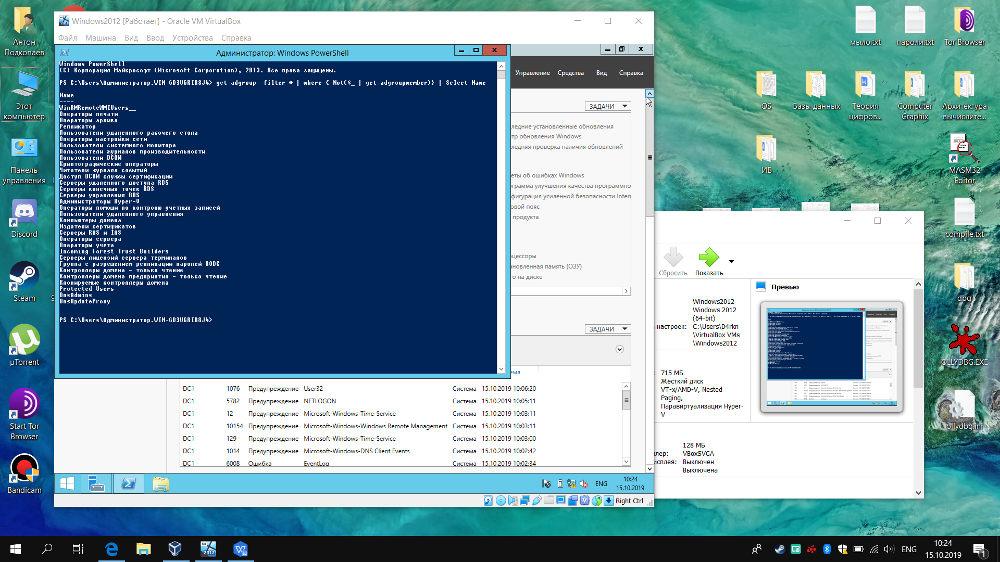 Антон
Подкопаев
Этот
компьютер
Панель
управления
Discord
Steam
µTorrent
Start Tor
Browser
Bandicam
Windows2012 [Работает] - Oracle VM VirtualBox
Файл Машина Вид Ввод Устройства Справка
Администратор: Windows PowerShell
Windows PowerShell
(C) Корпорация Майкрософт (Microsoft Corporation), 2013. Все права защищены.
PS C:\Users\Администратор.WIN-GD3UGRIR8J4> get-adgroup -filter * | where {-Not($_ | get-adgroupmember)} | Select Name
Name
----
WinRMRemoteWMIUsers__
Операторы печати
Операторы архива
Репликатор
Пользователи удаленного рабочего стола
Операторы настройки сети
Пользователи системного монитора
Пользователи журналов производительности
Пользователи DCOM
Криптографические операторы
Читатели журнала событий
Доступ DCOM службы сертификации
Серверы удаленного доступа RDS
Серверы конечных точек RDS
Серверы управления RDS
Администраторы Hyper-V
Операторы помощи по контролю учетных записей
Пользователи удаленного управления
Компьютеры домена
Издатели сертификатов
Серверы RAS и IAS
Операторы сервера
Операторы учета
Incoming Forest Trust Builders
Серверы лицензий сервера терминалов
Группа с разрешением репликации паролей RODC
Контроллеры домена - только чтение
Контроллеры домена предприятия - только чтение
Клонируемые контроллеры домена
Protected Users
DnsAdmins
DnsUpdateProxy
PS C:\Users\Администратор.WIN-GD3UGRIR8J4>
Управление Средства Вид Справка
ЗАДАЧИ
ледние установленные обновления
тр обновления Windows
ледняя проверка наличия обновлений
еты об ошибках Windows
ограмма улучшения качества программно
фигурация усиленной безопасности Intern
овой пояс
продукта
цессоры
ановленная память (ОЗУ)
го на диске
ЗАДАЧИ
емя
DC1 1076 Предупреждение User32 Система 15.10.2019 10:06:20
DC1 5782 Предупреждение NETLOGON Система 15.10.2019 10:05:11
DC1 12 Предупреждение Microsoft-Windows-Time-Service Система 15.10.2019 10:03:11
DC1 10154 Предупреждение Microsoft-Windows-Windows Remote Management Система 15.10.2019 10:03:11
DC1 129 Предупреждение Microsoft-Windows-Time-Service Система 15.10.2019 10:03:00
DC1 1014 Предупреждение Microsoft-Windows-DNS Client Events Система 15.10.2019 10:02:42
DC1 6008 Ошибка EventLog Система 15.10.2019 10:02:34
ENG 10:24
15.10.2019
Right Ctrl
мыло.txt
пароли.txt
Tor Browser
OS
Базы данных
Теория
цифров...
Computer
Graphix
Архитектура
вычислите...
ИБ
MASM32
Editor
compile.txt
dbg
OLLYDBG.EXE
ollydbg.ini
Сбросить Показать
Превью
Windows2012
Windows 2012
(64-bit)
настроек: C:\Users\D4rkn
\VirtualBox VMs
\Windows2012
715 МБ
Жёсткий диск
VT-x/AMD-V, Nested
Paging,
Паравиртуализация Hyper-
V
128 МБ
лер: VBoxSVGA
исплея: Выключен
Выключена
ENG 10:24
15.10.2019
1